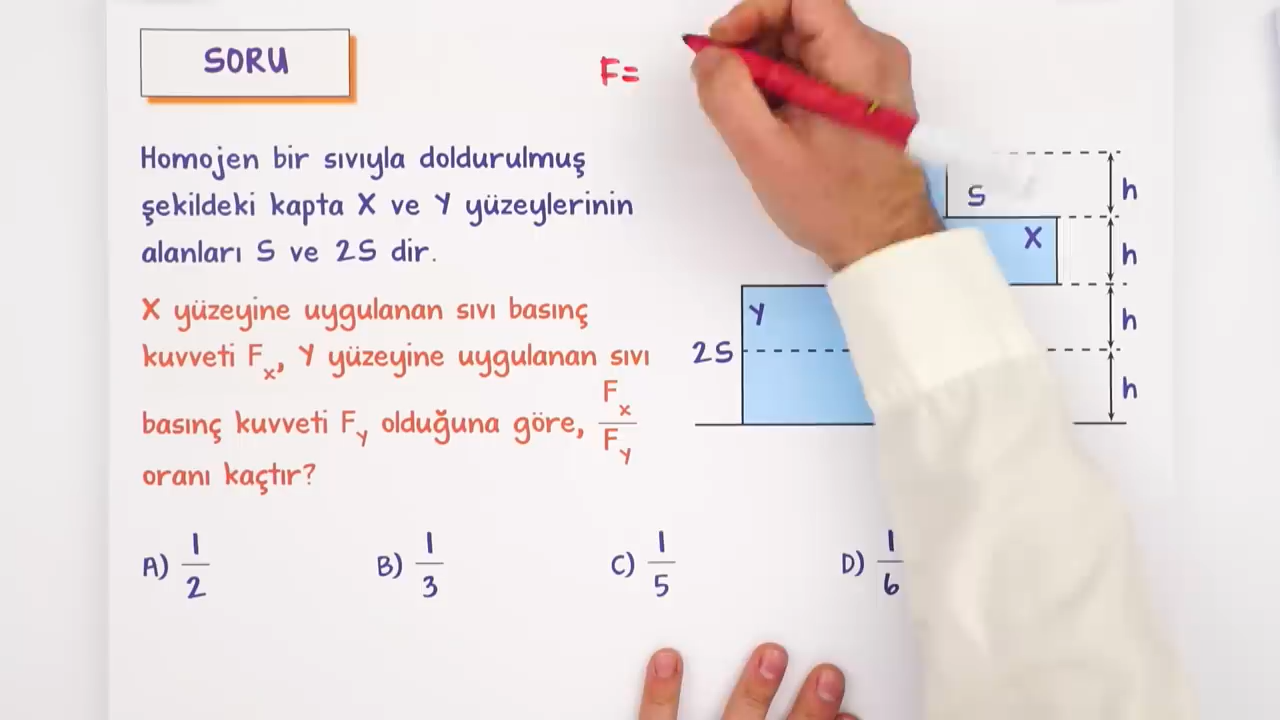 SORU
F=
Homojen bir sıvıyla doldurulmuş
şekildeki kapta X ve Y yüzeylerinin
alanları S ve 2S dir.
X yüzeyine uygulanan sıvı basınç
kuvveti Fx, Y yüzeyine uygulanan sıvı
basınç kuvveti Fy olduğuna göre, Fx/Fy
oranı kaçtır?
S
X
Y
2S
h
h
h
h
A) 1/2
B) 1/3
C) 1/5
D) 1/6